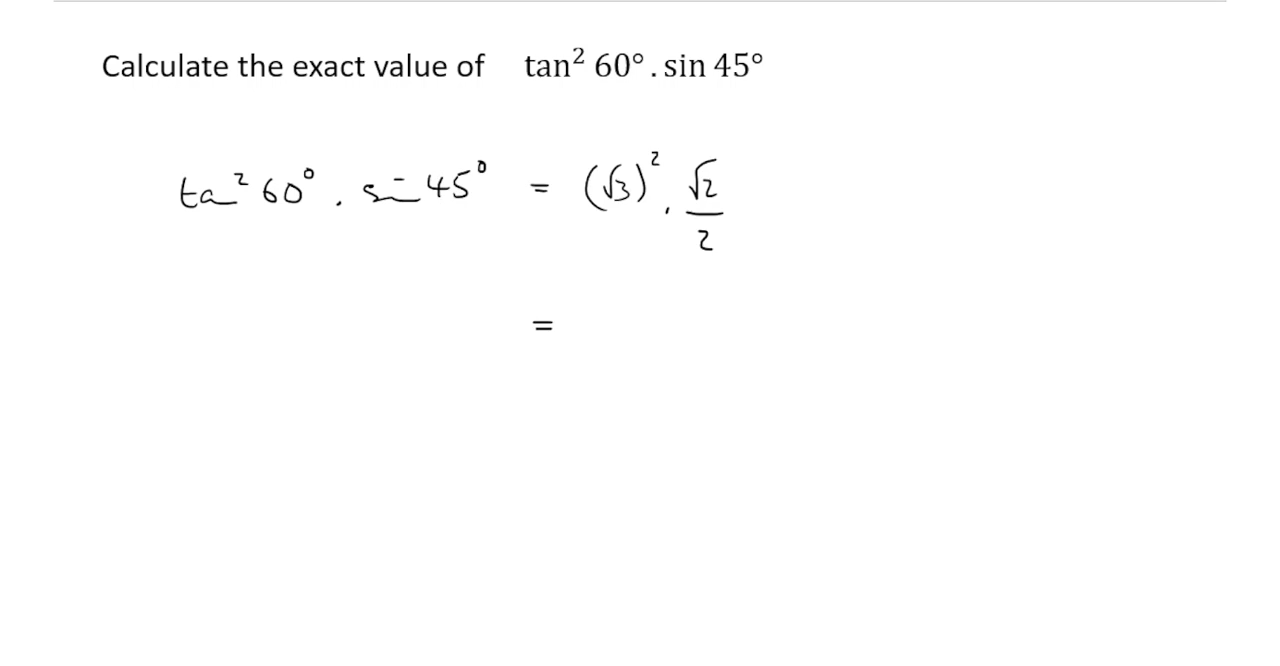 Calculate the exact value of tan² 60° . sin 45°
tan² 60° . sin 45° = (√3)² . √2/2
=